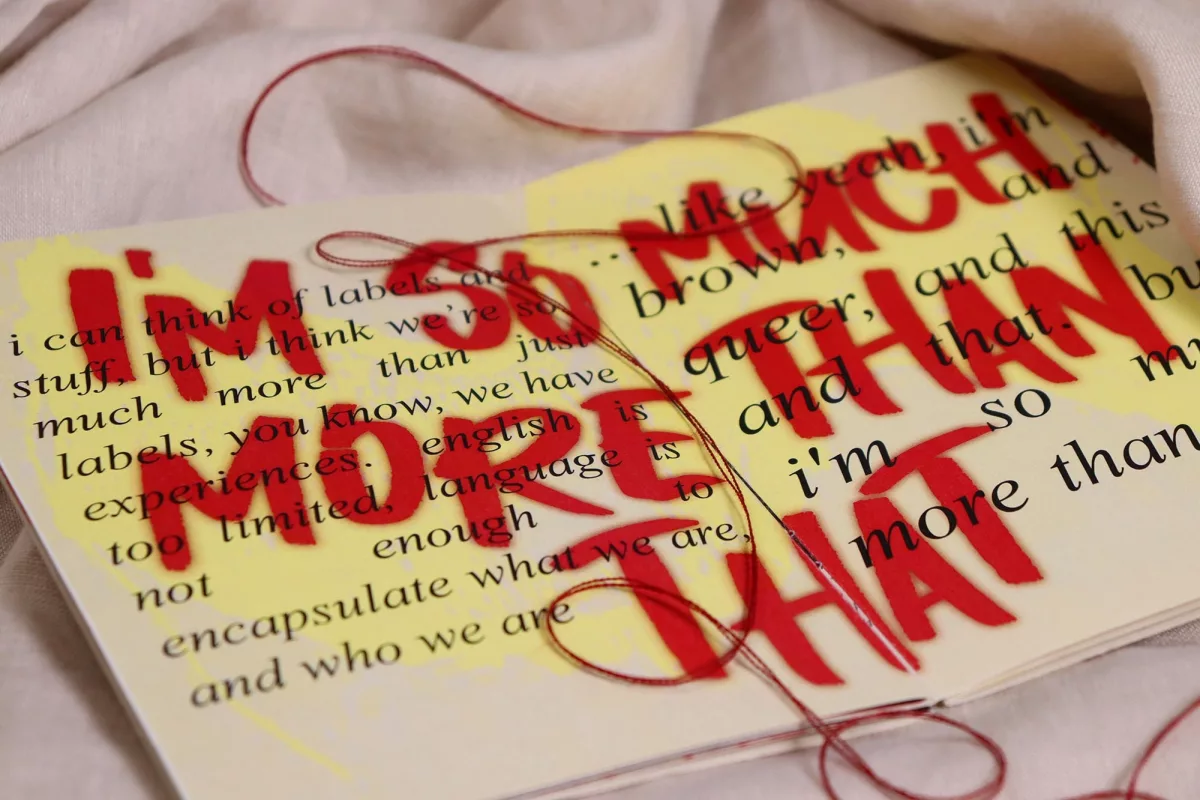 I'M SO MUCH
MORE THAN
THAT
i can think of labels and
stuff, but i think we're so
much more than just
labels, you know, we have
experiences. english is
too limited, language is
not enough to
encapsulate what we are,
and who we are
...like yeah, i'm
brown, and
queer, and this
and that. bu
i'm so mu
more than